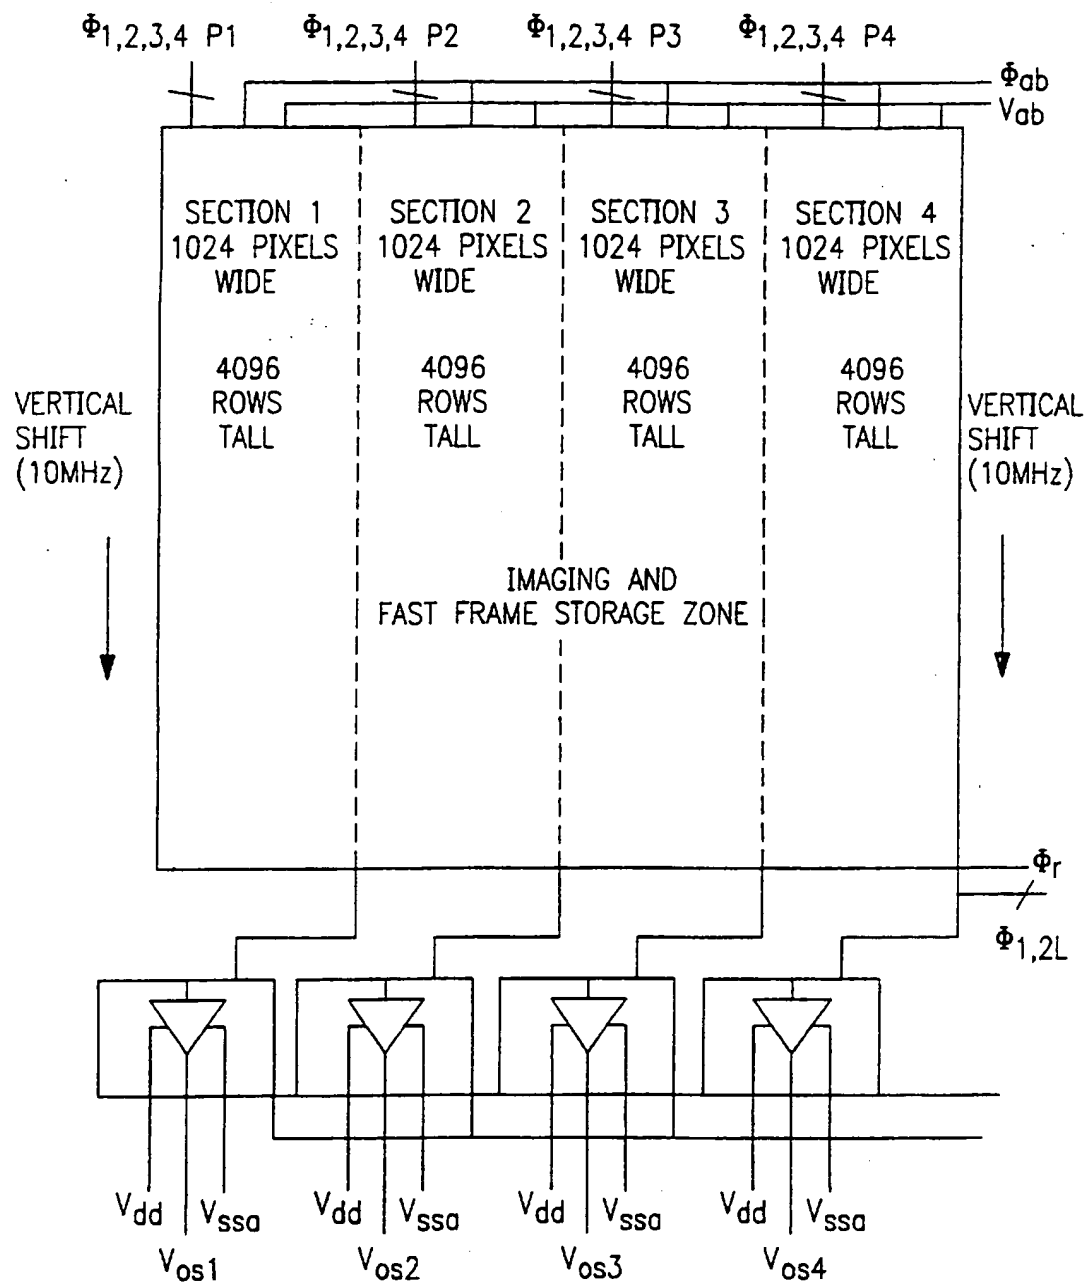 Φ1,2,3,4 P1 Φ1,2,3,4 P2 Φ1,2,3,4 P3 Φ1,2,3,4 P4
Φab
Vab
SECTION 1
1024 PIXELS
WIDE
4096
ROWS
TALL
SECTION 2
1024 PIXELS
WIDE
4096
ROWS
TALL
SECTION 3
1024 PIXELS
WIDE
4096
ROWS
TALL
SECTION 4
1024 PIXELS
WIDE
4096
ROWS
TALL
VERTICAL
SHIFT
(10MHz)
VERTICAL
SHIFT
(10MHz)
IMAGING AND
FAST FRAME STORAGE ZONE
Φr
Φ1,2L
Vdd Vssa Vdd Vssa Vdd Vssa Vdd Vssa
Vos1 Vos2 Vos3 Vos4